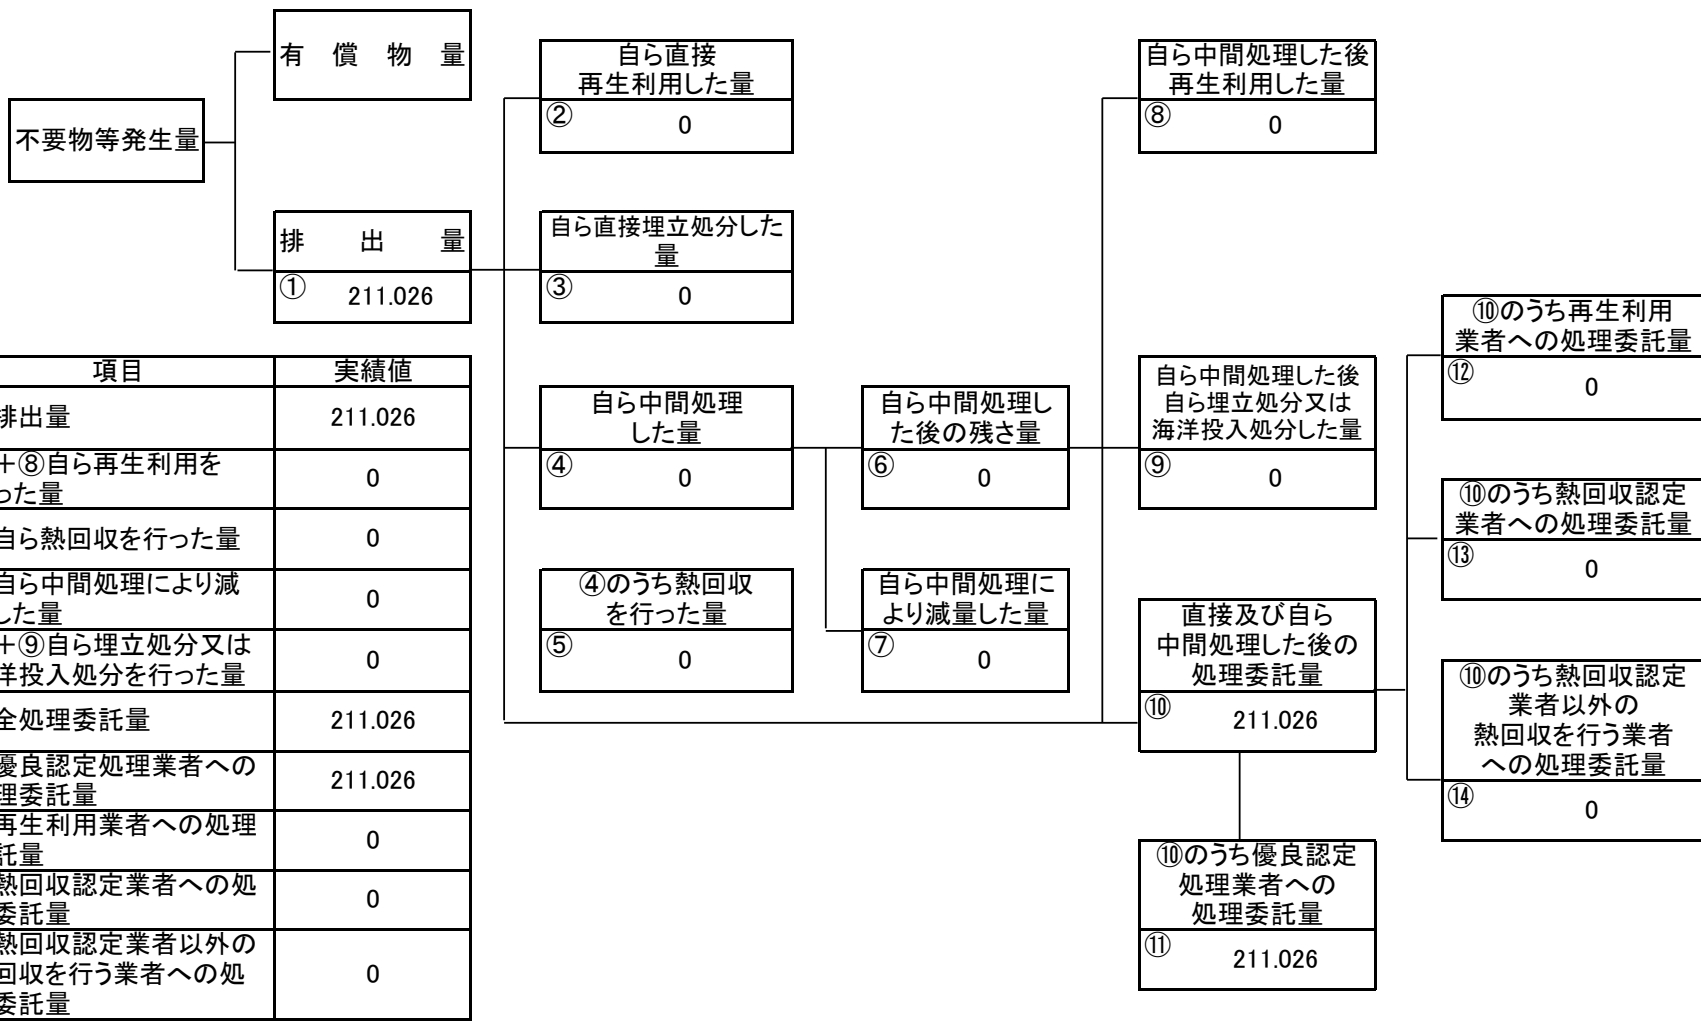 有 償 物 量
不要物等発生量
排 出 量
① 211.026
自ら直接
再生利用した量
② 0
自ら直接埋立処分した
量
③ 0
自ら中間処理
した量
④ 0
④のうち熱回収
を行った量
⑤ 0
自ら中間処理し
た後の残さ量
⑥ 0
自ら中間処理に
より減量した量
⑦ 0
自ら中間処理した後
再生利用した量
⑧ 0
自ら中間処理した後
自ら埋立処分又は
海洋投入処分した量
⑨ 0
直接及び自ら
中間処理した後の
処理委託量
⑩ 211.026
⑩のうち優良認定
処理業者への
処理委託量
⑪ 211.026
⑩のうち再生利用
業者への処理委託量
⑫ 0
⑩のうち熱回収認定
業者への処理委託量
⑬ 0
⑩のうち熱回収認定
業者以外の
熱回収を行う業者
への処理委託量
⑭ 0
項目 実績値
排出量 211.026
+⑧自ら再生利用を
った量 0
自ら熱回収を行った量 0
自ら中間処理により減
した量 0
+⑨自ら埋立処分又は
洋投入処分を行った量 0
全処理委託量 211.026
優良認定処理業者への
理委託量 211.026
再生利用業者への処理
託量 0
熱回収認定業者への処
委託量 0
熱回収認定業者以外の
回収を行う業者への処
委託量 0